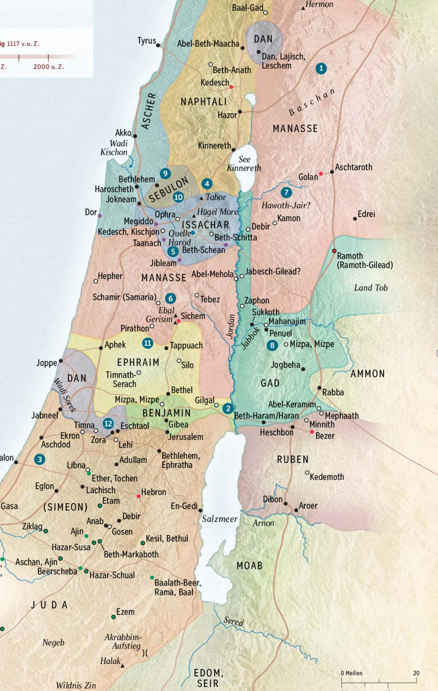 ig 1117 v. u. Z.
Z.
2000 u. Z.
Baal-Gad
Hermon
Tyrus
Abel-Beth-Maacha
DAN
Dan, Lajisch,
Leschem
1
Beth-Anath
Kedesch
NAPHTALI
Baschan
ASCHER
Hazor
MANASSE
Akko
Wadi
Kischon
Kinnereth
See
Kinnereth
Aschtaroth
Golan
Bethlehem
9
Haroscheth
SEBULON
4
7
Jokneam
10
Tabor
Hawoth-Jair?
Dor
Ophra
Hügel More
Kamon
Edrei
Megiddo
ISSACHAR
Debir
Kedesch, Kischjon
Quelle
Harod
Beth-Schitta
Taanach
5
Beth-Schean
Ramoth
(Ramoth-Gilead)
Jibleam
Hepher
MANASSE
Abel-Mehola
Jabesch-Gilead?
Land Tob
Schamir (Samaria)
6
Tebez
Zaphon
Ebal
Gerisim
Sichem
Sukkoth
Pirathon
Jordan
Mahanajim
Jabbok
Penuel
Aphek
11
Tappuach
8
Mizpa, Mizpe
Joppe
EPHRAIM
Silo
Jogbeha
DAN
Timnath-
Serach
GAD
AMMON
Wadi Sorek
Bethel
Rabba
Mizpa, Mizpe
Gilgal
Abel-Keramim
Jabneel
BENJAMIN
2
Beth-Haram/Haran
Mephaath
Timna
12
Eschtaol
Gibea
Minnith
Ekron
Zora
Jerusalem
Heschbon
Bezer
Aschdod
Lehi
alon
3
Adullam
Bethlehem,
Ephratha
RUBEN
Libna
Ether, Tochen
Kedemoth
Eglon
Lachisch
Hebron
Gasa
(SIMEON)
Etam
En-Gedi
Dibon
Aroer
Ziklag
Anab
Debir
Salzmeer
Arnon
Ajin
Gosen
Hazar-Susa
Kesil, Bethul
Beth-Markaboth
Aschan, Ajin
Beerscheba
Hazar-Schual
MOAB
Baalath-Beer,
Rama, Baal
JUDA
Ezem
Sered
Negeb
Akrabbim-
Aufstieg
Halak
Wildnis Zin
EDOM,
SEIR
0 Meilen
20